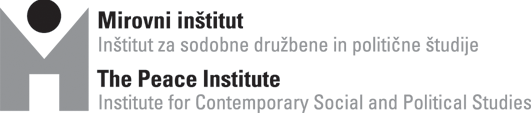 Mirovni inštitut
Inštitut za sodobne družbene in politične študije
The Peace Institute
Institute for Contemporary Social and Political Studies